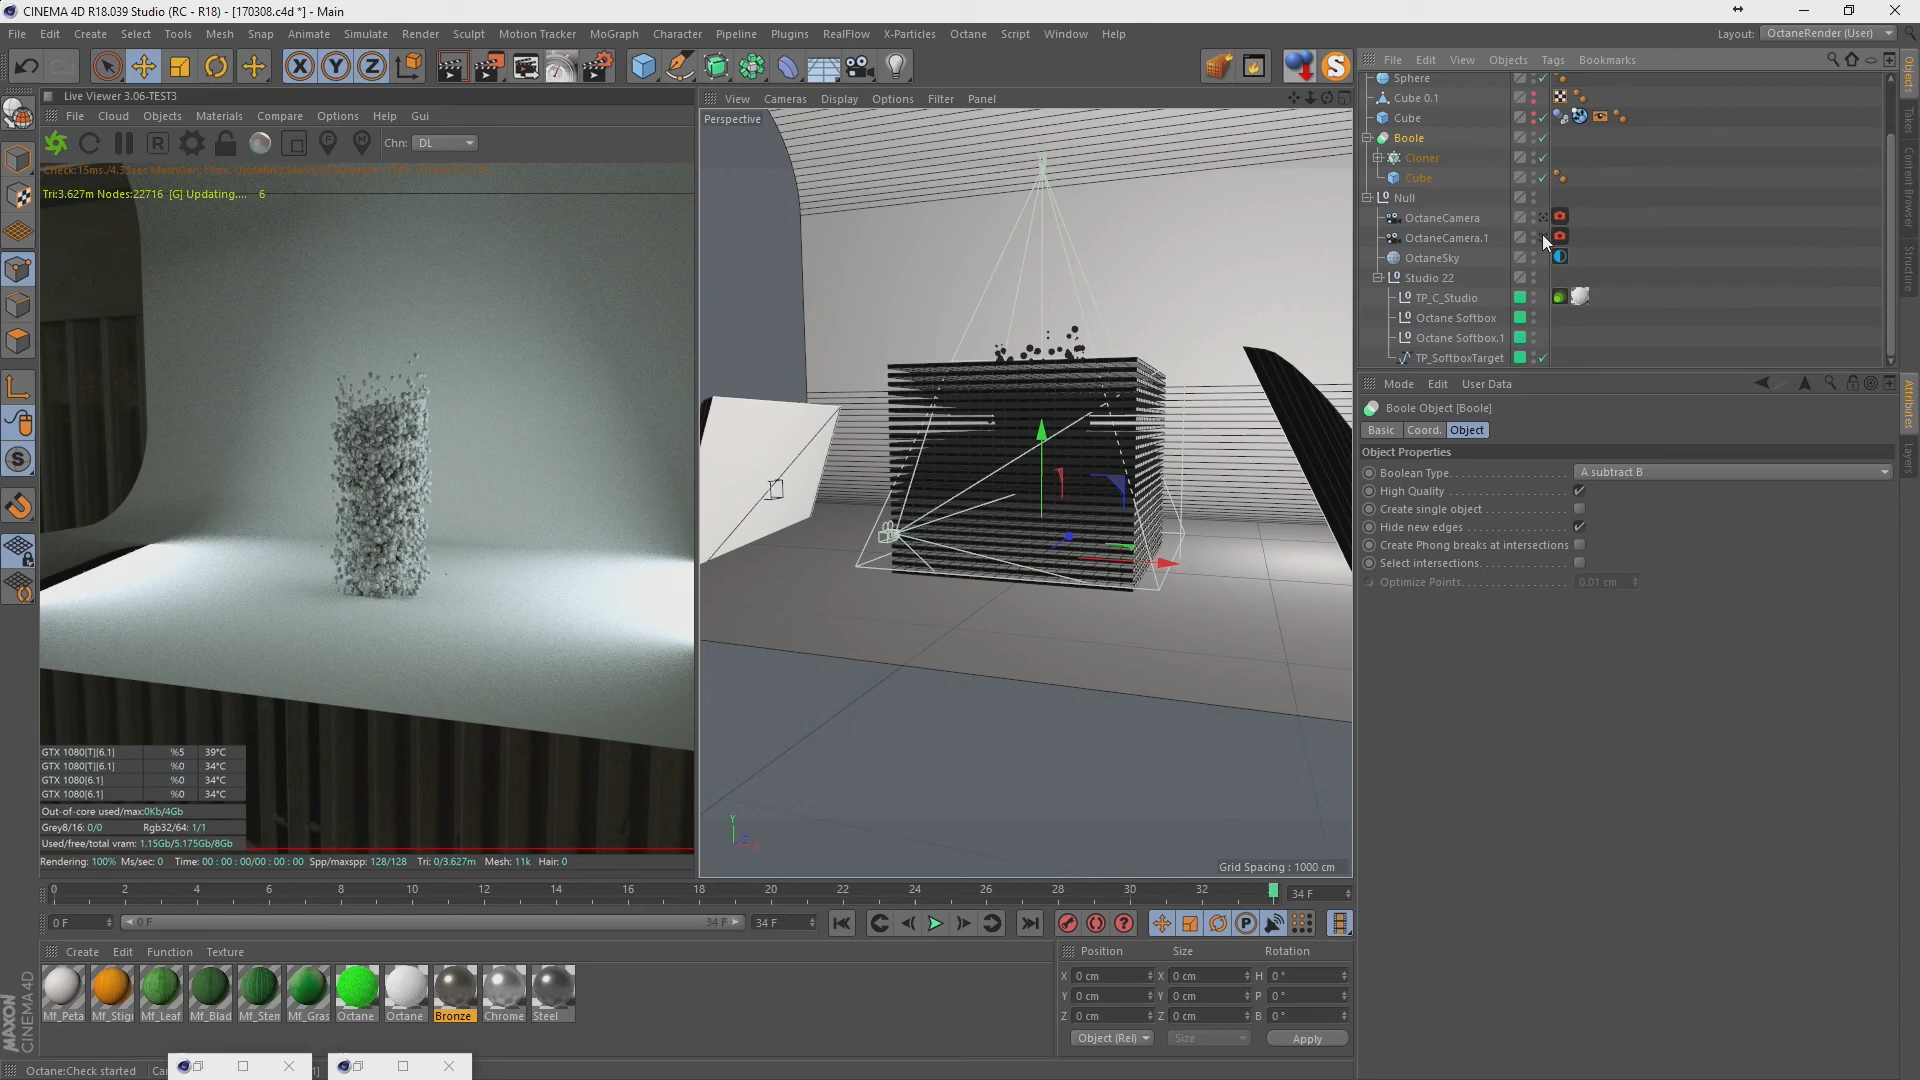 CINEMA 4D R18.039 Studio (RC - R18) - [170308.c4d *] - Main
File Edit Create Select Tools Mesh Snap Animate Simulate Render Sculpt Motion Tracker MoGraph Character Pipeline Plugins RealFlow X-Particles Octane Script Window Help
Layout: OctaneRender (User)
Live Viewer 3.06-TEST3
File Cloud Objects Materials Compare Options Help Gui
Chn: DL
Tri:3.627m Nodes:22716 [G] Updating.... 6
GTX 1080[T][6.1] %5 39°C
GTX 1080[T][6.1] %0 34°C
GTX 1080[6.1] %0 34°C
GTX 1080[6.1] %0 34°C
Out-of-core used/max:0Kb/4Gb
Grey8/16: 0/0 Rgb32/64: 1/1
Used/free/total vram: 1.15Gb/5.175Gb/8Gb
Rendering: 100% Ms/sec: 0 Time: 00 : 00 : 00/00 : 00 : 00 Spp/maxspp: 128/128 Tri: 0/3.627m Mesh: 11k Hair: 0
View Cameras Display Options Filter Panel
Perspective
Y
Z
X
Grid Spacing : 1000 cm
File Edit View Objects Tags Bookmarks
Sphere
Cube 0.1
Cube
Boole
Cloner
Cube
Null
OctaneCamera
OctaneCamera.1
OctaneSky
Studio 22
TP_C_Studio
Octane Softbox
Octane Softbox.1
TP_SoftboxTarget
Objects
Takes
Content Browser
Structure
Mode Edit User Data
Boole Object [Boole]
Basic Coord. Object
Object Properties
Boolean Type A subtract B
High Quality
Create single object
Hide new edges
Create Phong breaks at intersections
Select intersections
Optimize Points 0.01 cm
Attributes
Layers
0 2 4 6 8 10 12 14 16 18 20 22 24 26 28 30 32 34 F
0 F 0 F 34 F 34 F
Create Edit Function Texture
Mf_Peta Mf_Stigi Mf_Leaf Mf_Blad Mf_Stem Mf_Gras Octane Octane Bronze Chrome Steel
Position Size Rotation
X 0 cm X 0 cm H 0 °
Y 0 cm Y 0 cm P 0 °
Z 0 cm Z 0 cm B 0 °
Object (Rel) Size Apply
MAXON
CINEMA 4D
Octane:Check started